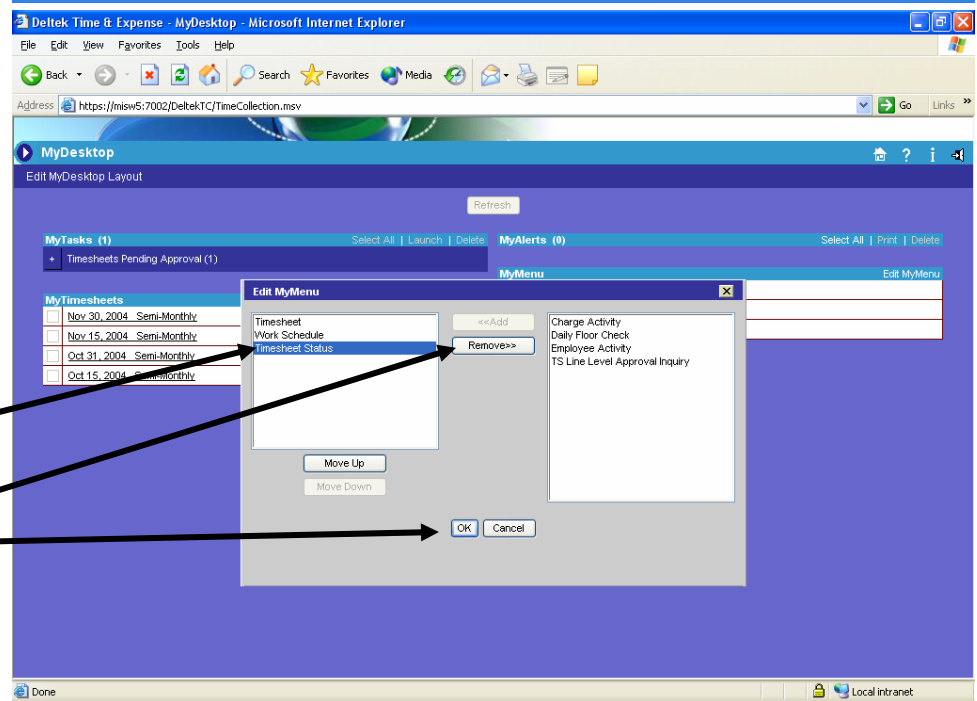 Deltek Time & Expense - MyDesktop - Microsoft Internet Explorer
File Edit View Favorites Tools Help
Back Search Favorites Media
Address https://misw5:7002/DeltekTC/TimeCollection.msv Go Links »
MyDesktop ? i
Edit MyDesktop Layout
Refresh
MyTasks (1) Select All | Launch | Delete
+ Timesheets Pending Approval (1)
MyAlerts (0) Select All | Print | Delete
MyMenu Edit MyMenu
MyTimesheets
Nov 30, 2004 Semi-Monthly
Nov 15, 2004 Semi-Monthly
Oct 31, 2004 Semi-Monthly
Oct 15, 2004 Semi-Monthly
Edit MyMenu
Timesheet
Work Schedule
Timesheet Status
<<Add
Remove>>
Charge Activity
Daily Floor Check
Employee Activity
TS Line Level Approval Inquiry
Move Up
Move Down
OK Cancel
Done Local intranet